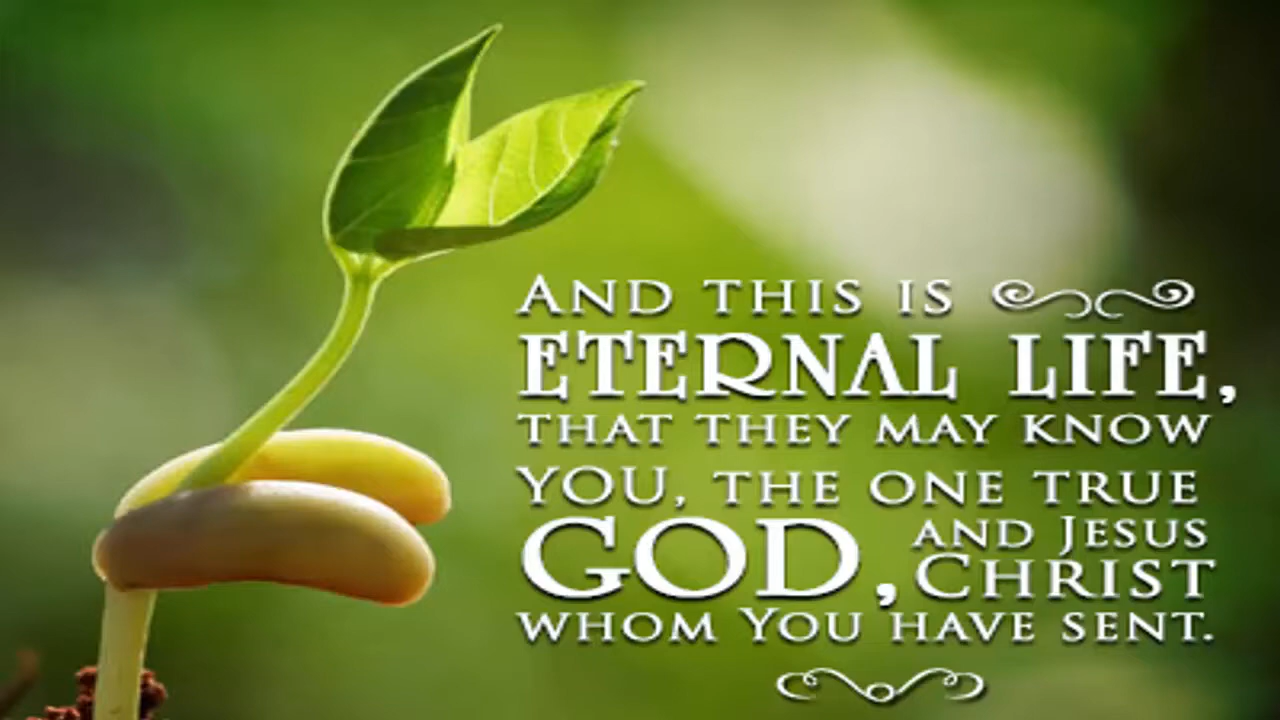 And this is
ETERNAL LIFE,
that they may know
you, the one true
GOD, and Jesus
Christ
whom You have sent.